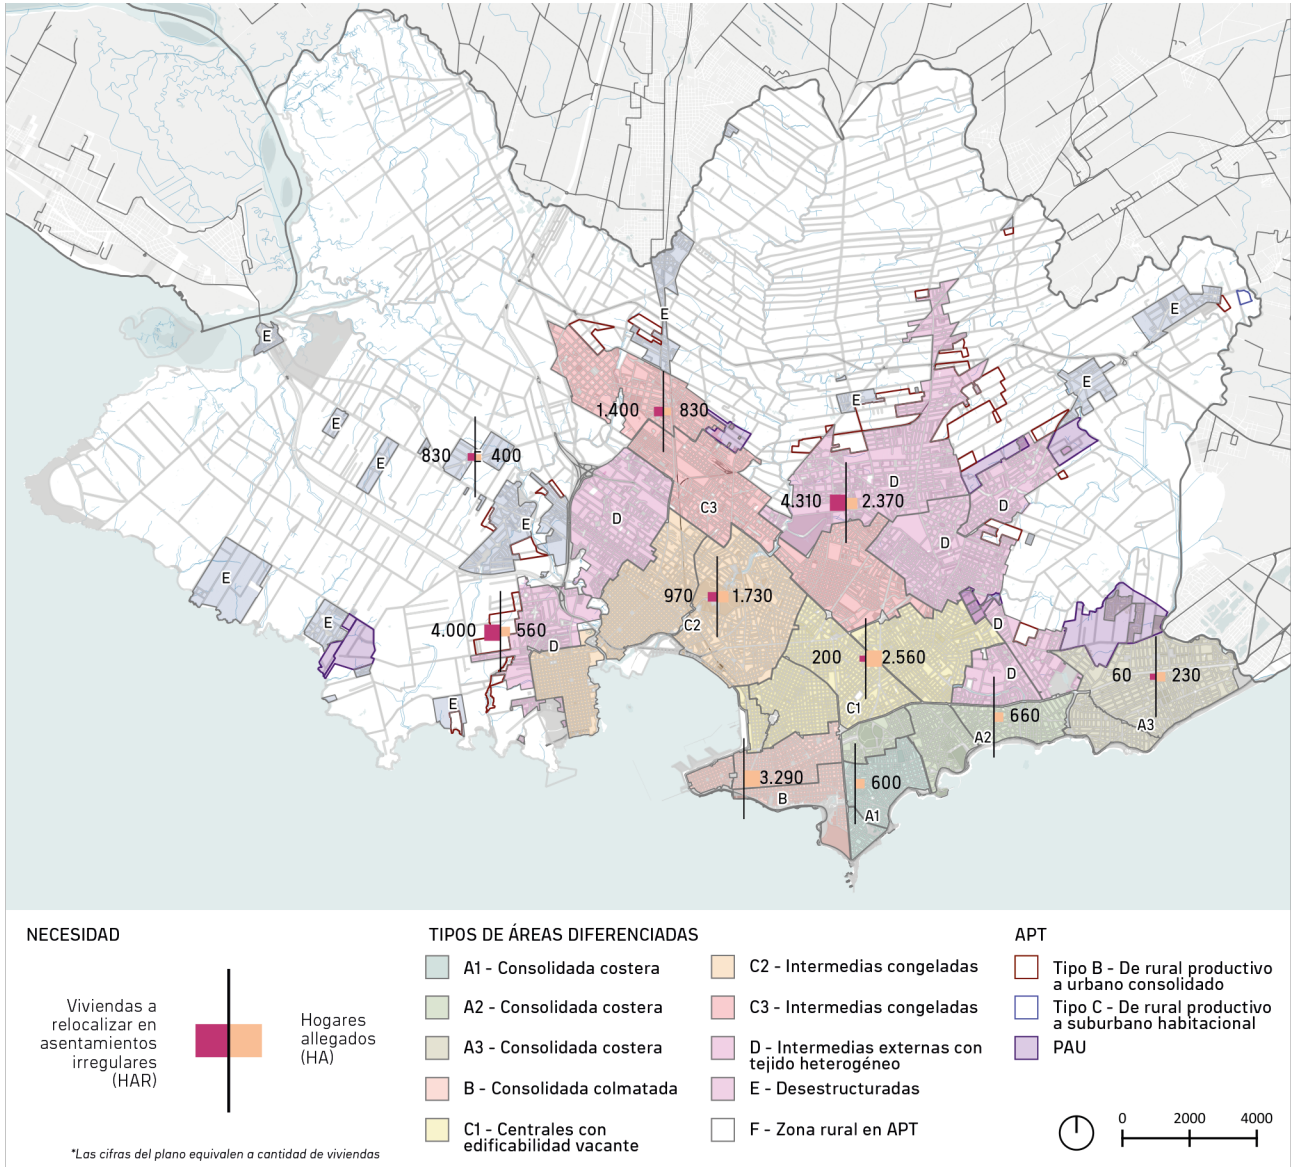 E
E
E
E
E
E
E
1.400
830
830
400
C3
D
4.310
2.370
D
E
D
D
E
970
1.730
C2
E
4.000
560
D
D
200
2.560
D
60
230
E
C1
660
A2
A3
3.290
600
B
A1
NECESIDAD
Viviendas a
relocalizar en
asentamientos
irregulares
(HAR)
Hogares
allegados
(HA)
*Las cifras del plano equivalen a cantidad de viviendas
TIPOS DE ÁREAS DIFERENCIADAS
A1 - Consolidada costera
A2 - Consolidada costera
A3 - Consolidada costera
B - Consolidada colmatada
C1 - Centrales con
edificabilidad vacante
C2 - Intermedias congeladas
C3 - Intermedias congeladas
D - Intermedias externas con
tejido heterogéneo
E - Desestructuradas
F - Zona rural en APT
APT
Tipo B - De rural productivo
a urbano consolidado
Tipo C - De rural productivo
a suburbano habitacional
PAU
0
2000
4000